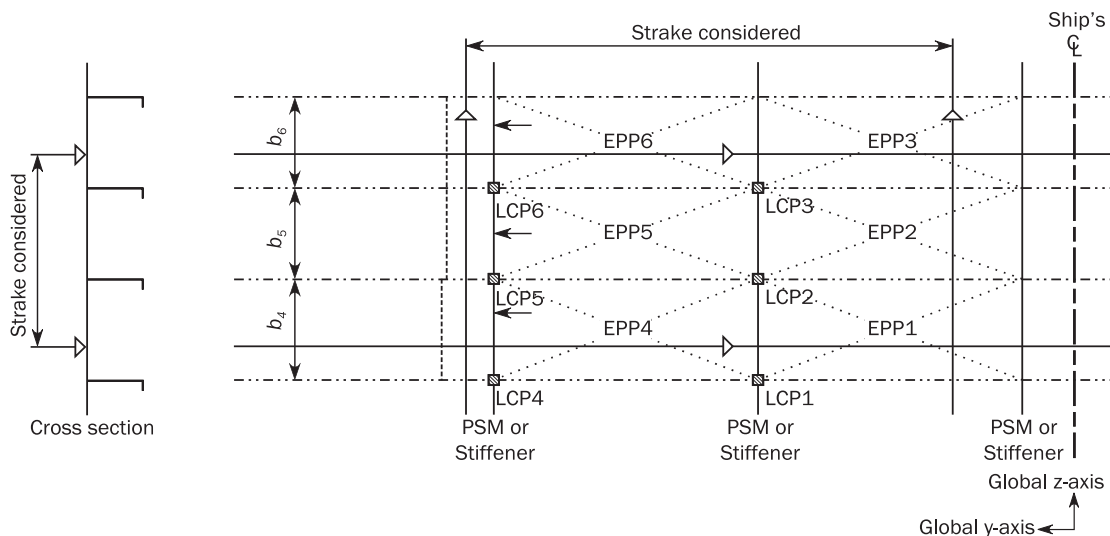 Ship's
℄
Strake considered
b6
EPP6
EPP3
LCP6
LCP3
Strake considered
b5
EPP5
EPP2
LCP5
LCP2
b4
EPP4
EPP1
LCP4
LCP1
Cross section
PSM or
Stiffener
PSM or
Stiffener
PSM or
Stiffener
Global z-axis
Global y-axis